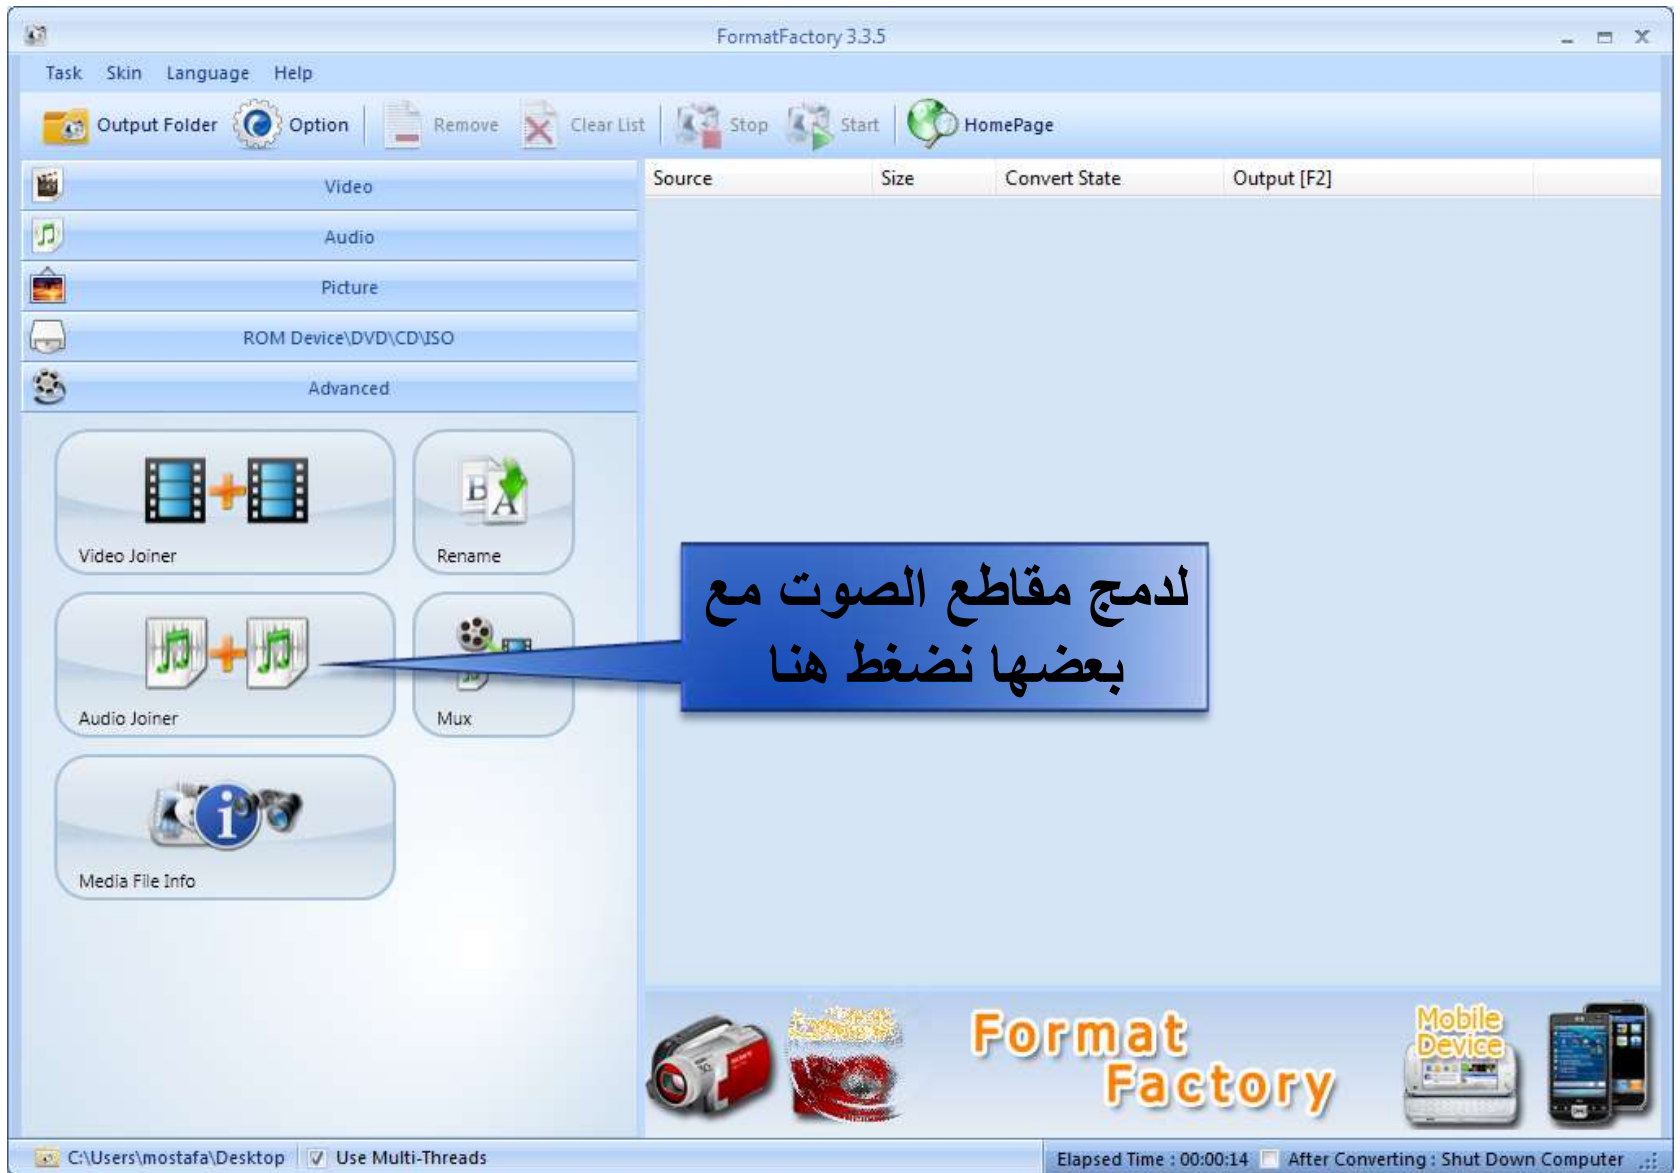 FormatFactory 3.3.5
Task Skin Language Help
Output Folder Option Remove Clear List Stop Start HomePage
Video
Audio
Picture
ROM Device\DVD\CD\ISO
Advanced
Source Size Convert State Output [F2]
Video Joiner Rename
Audio Joiner Mux
Media File Info
لدمج مقاطع الصوت مع
بعضها نضغط هنا
Format
Factory
Mobile
Device
C:\Users\mostafa\Desktop Use Multi-Threads Elapsed Time : 00:00:14 After Converting : Shut Down Computer